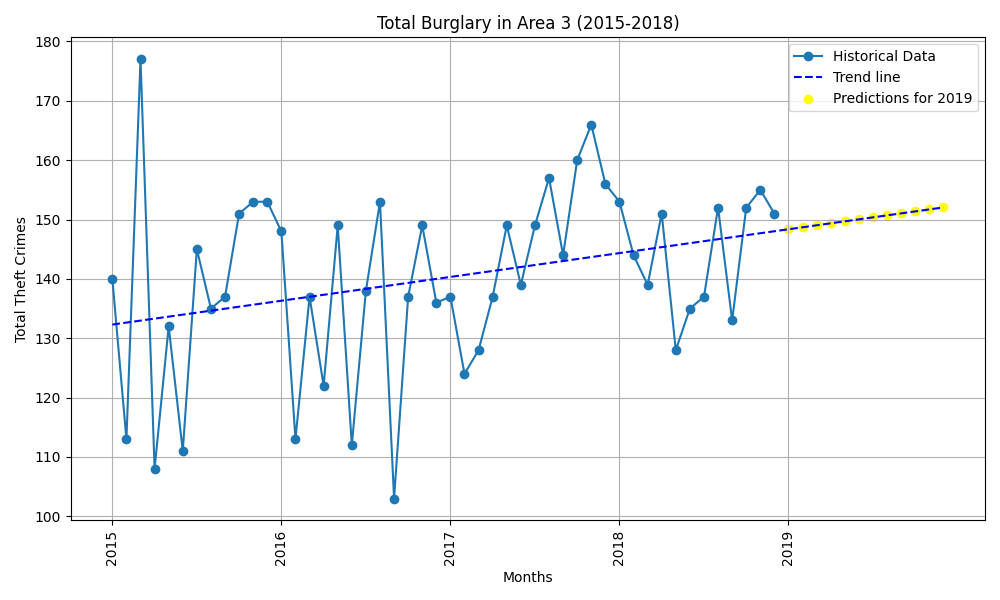 Total Burglary in Area 3 (2015-2018)
Historical Data
Trend line
Predictions for 2019
180
170
160
150
140
130
120
110
100
Total Theft Crimes
2015
2016
2017
2018
2019
Months